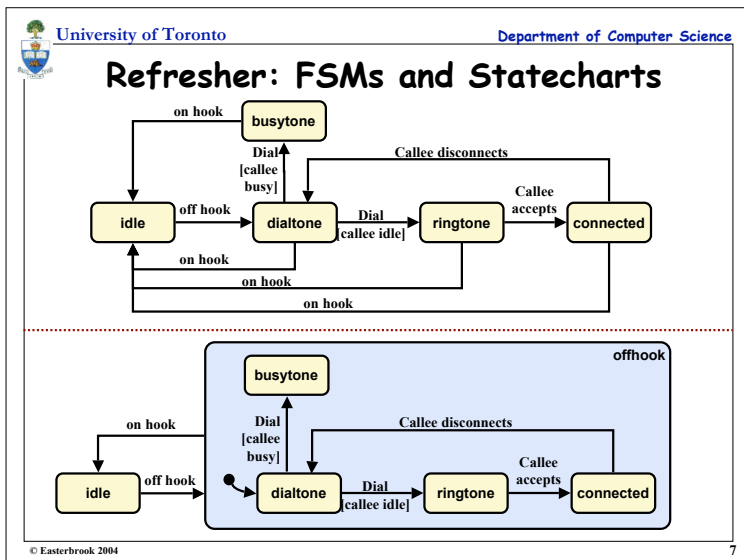 University of Toronto
Department of Computer Science
Refresher: FSMs and Statecharts
on hook
busytone
Dial
[callee
busy]
Callee disconnects
idle
off hook
dialtone
Dial
[callee idle]
ringtone
Callee
accepts
connected
on hook
on hook
on hook
offhook
busytone
on hook
Dial
[callee
busy]
Callee disconnects
idle
off hook
dialtone
Dial
[callee idle]
ringtone
Callee
accepts
connected
© Easterbrook 2004
7